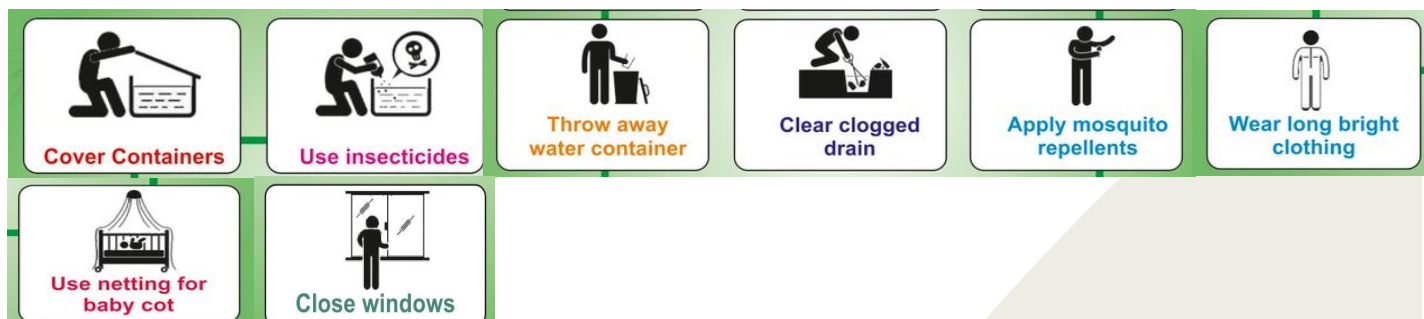 Cover Containers
Use insecticides
Throw away
water container
Clear clogged
drain
Apply mosquito
repellents
Wear long bright
clothing
Use netting for
baby cot
Close windows